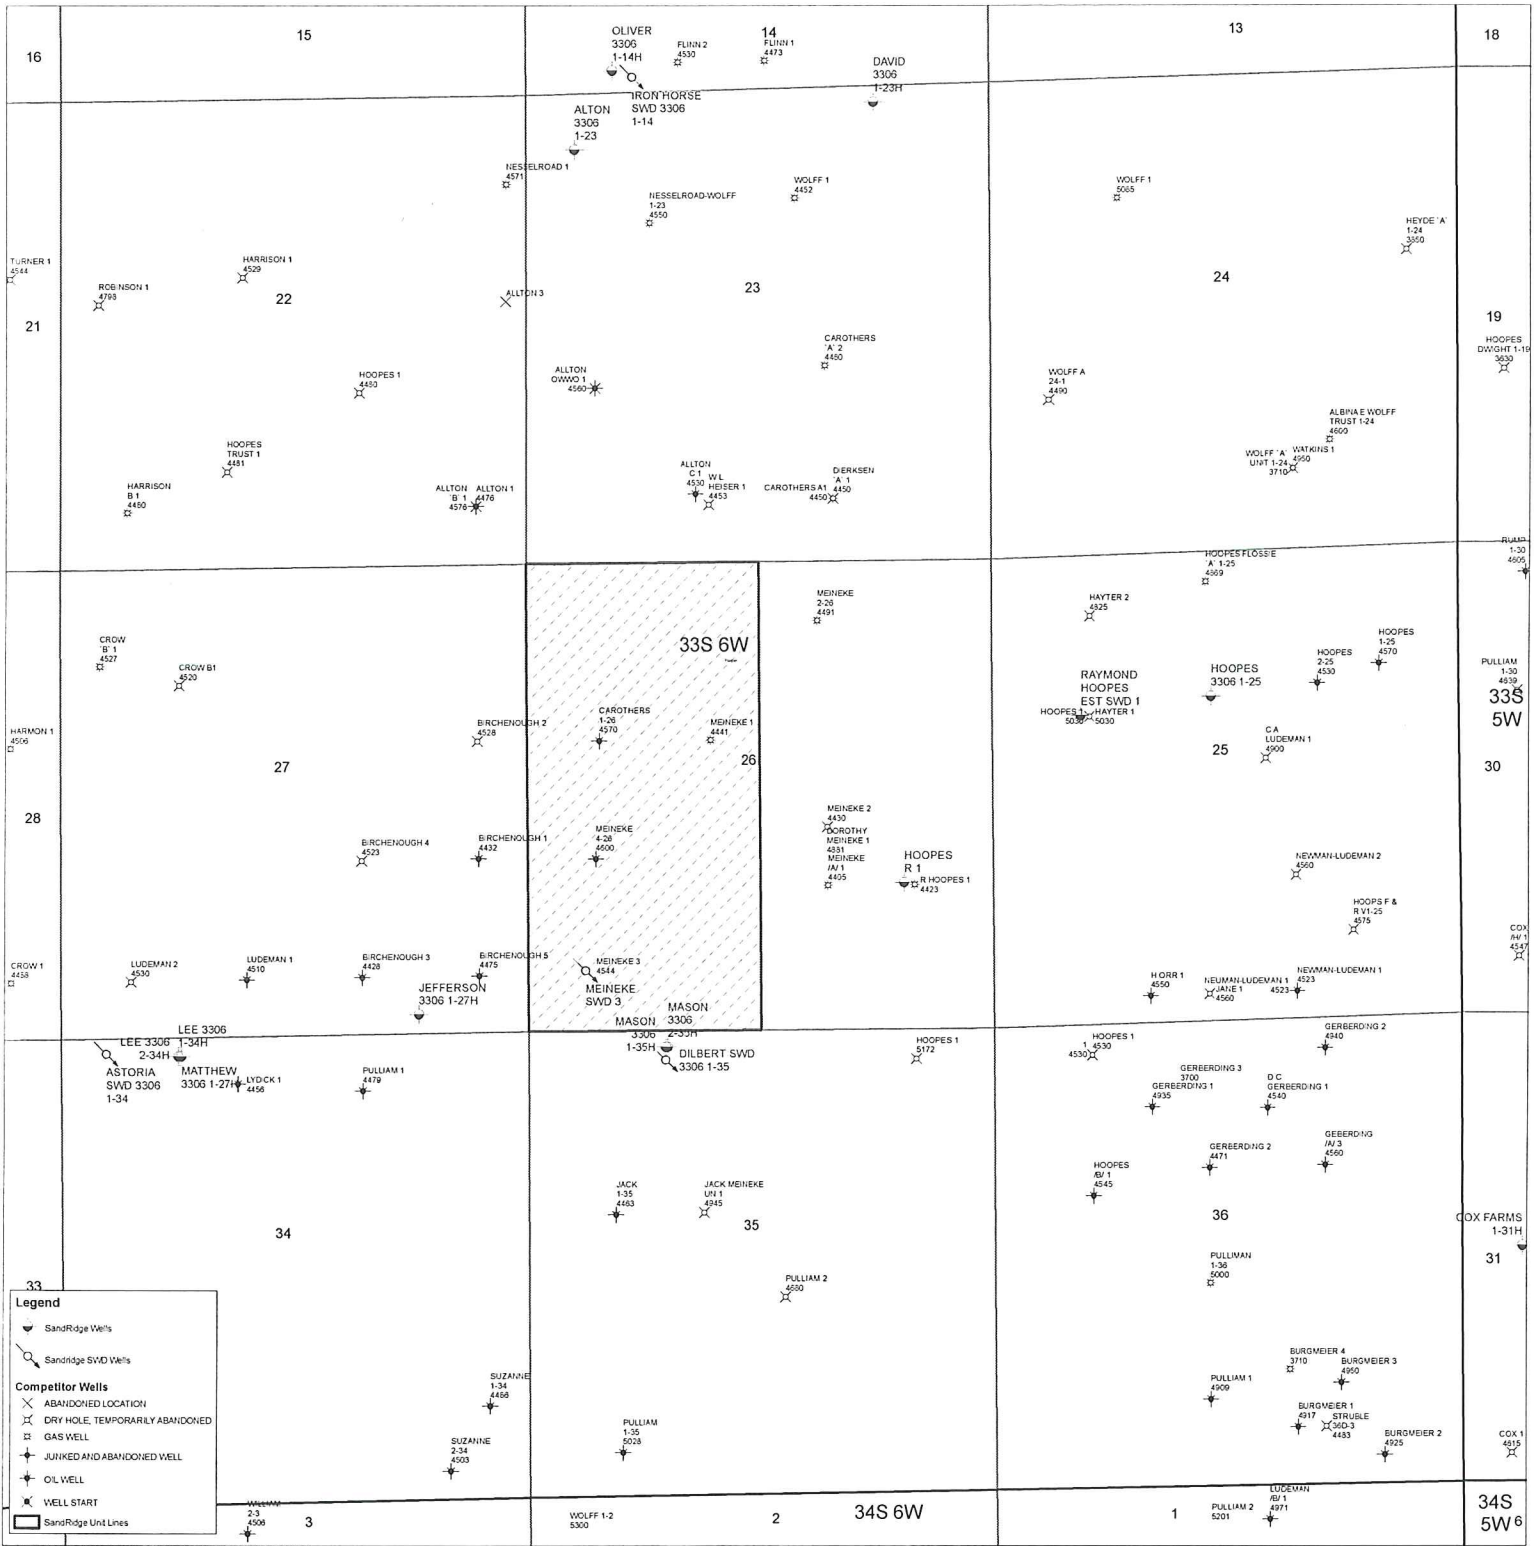 16
15
14
13
18
OLIVER
3306
1-14H
FLINN 2
4530
FLINN 1
4473
DAVID
3306
1-23H
IRON HORSE
SWD 3306
1-14
ALTON
3306
1-23
NESSELROAD 1
4571
NESSELROAD-WOLFF
1-23
4550
WOLFF 1
4452
WOLFF 1
5085
HEYDE 'A'
1-24
3850
TURNER 1
4544
ROBINSON 1
4798
HARRISON 1
4529
22
ALLTON 3
23
24
21
19
HOOPES
DWIGHT 1-19
3630
HOOPES 1
4480
ALLTON
OWWO 1
4560
CAROTHERS
'A' 2
4480
WOLFF A
24-1
4490
ALBINA E WOLFF
TRUST 1-24
4600
WOLFF 'A'
UNIT 1-24
3710
WATKINS 1
4950
HOOPES
TRUST 1
4481
HARRISON
B 1
4480
ALLTON
'B' 1
4576
ALLTON 1
4476
ALLTON
C 1
4530
W L
HEISER 1
4453
CAROTHERS A1
4450
DIERKSEN
'A' 1
4450
RUMP
1-30
4605
HOOPES FLOSSIE
'A' 1-25
4869
MEINEKE
2-26
4491
HAYTER 2
4825
33S 6W
CROW
'B' 1
4527
CROW B1
4520
HOOPES
1-25
4570
HOOPES
2-25
4530
HOOPES
3306 1-25
RAYMOND
HOOPES
EST SWD 1
HOOPES 1
5030
HAYTER 1
5030
PULLIAM
1-30
4639
33S
5W
HARMON 1
4506
BIRCHENOUGH 2
4528
CAROTHERS
1-26
4570
MEINEKE 1
4441
26
C A
LUDEMAN 1
4900
25
30
27
28
BIRCHENOUGH 4
4523
BIRCHENOUGH 1
4432
MEINEKE
4-26
4600
MEINEKE 2
4430
DOROTHY
MEINEKE 1
4881
MEINEKE
/A/ 1
4405
HOOPES
R 1
R HOOPES 1
4423
NEWMAN-LUDEMAN 2
4560
HOOPS F &
R V1-25
4575
COX
/H/ 1
4547
CROW 1
4458
LUDEMAN 2
4530
LUDEMAN 1
4510
BIRCHENOUGH 3
4428
BIRCHENOUGH 5
4475
JEFFERSON
3306 1-27H
MEINEKE 3
4544
MEINEKE
SWD 3
H ORR 1
4550
NEUMAN-LUDEMAN 1
4523
JANE 1
4560
NEWMAN-LUDEMAN 1
4523
LEE 3306
1-34H
LEE 3306
2-34H
ASTORIA
SWD 3306
1-34
MATTHEW
3306 1-27H
LYDICK 1
4456
PULLIAM 1
4479
MASON
3306
1-35H
MASON
3306
2-35H
DILBERT SWD
3306 1-35
HOOPES 1
5172
HOOPES 1
1 4530
4530
GERBERDING 2
4940
GERBERDING 3
3700
GERBERDING 1
4935
D C
GERBERDING 1
4540
GERBERDING 2
4471
GEBERDING
/A/ 3
4560
HOOPES
/B/ 1
4545
JACK
1-35
4463
JACK MEINEKE
UN 1
4945
34
35
36
COX FARMS
1-31H
31
PULLIMAN
1-36
5000
PULLIAM 2
4680
33
BURGMEIER 4
3710
BURGMEIER 3
4950
PULLIAM 1
4909
BURGMEIER 1
4917
STRUBLE
36D-3
4483
BURGMEIER 2
4925
COX 1
4815
SUZANNE
1-34
4486
SUZANNE
2-34
4503
PULLIAM
1-35
5028
WILLIAM
2-3
4506
3
WOLFF 1-2
5300
2
34S 6W
1
PULLIAM 2
5201
LUDEMAN
/B/ 1
4971
34S
5W
6
Legend
SandRidge Wells
Sandridge SWD Wells
Competitor Wells
ABANDONED LOCATION
DRY HOLE, TEMPORARILY ABANDONED
GAS WELL
JUNKED AND ABANDONED WELL
OIL WELL
WELL START
SandRidge Unit Lines